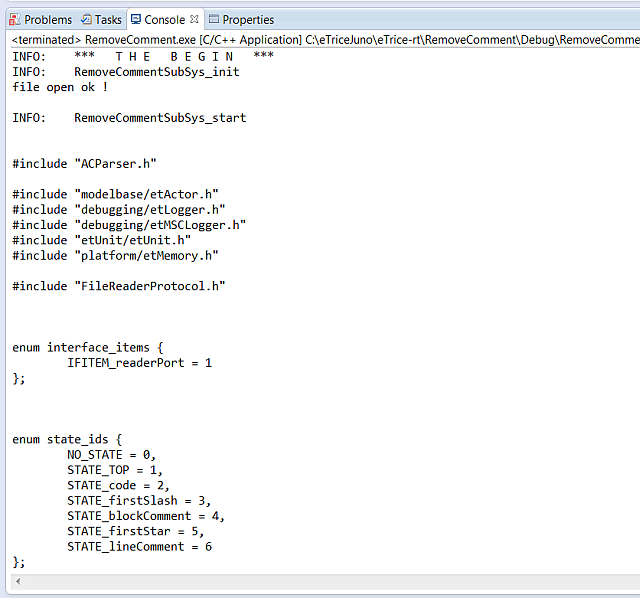 Problems Tasks Console Properties
<terminated> RemoveComment.exe [C/C++ Application] C:\eTriceJuno\eTrice-rt\RemoveComment\Debug\RemoveComme
INFO:    ***   T H E   B E G I N   ***
INFO:    RemoveCommentSubSys_init
file open ok !
INFO:    RemoveCommentSubSys_start
#include "ACParser.h"
#include "modelbase/etActor.h"
#include "debugging/etLogger.h"
#include "debugging/etMSCLogger.h"
#include "etUnit/etUnit.h"
#include "platform/etMemory.h"
#include "FileReaderProtocol.h"
enum interface_items {
IFITEM_readerPort = 1
};
enum state_ids {
NO_STATE = 0,
STATE_TOP = 1,
STATE_code = 2,
STATE_firstSlash = 3,
STATE_blockComment = 4,
STATE_firstStar = 5,
STATE_lineComment = 6
};